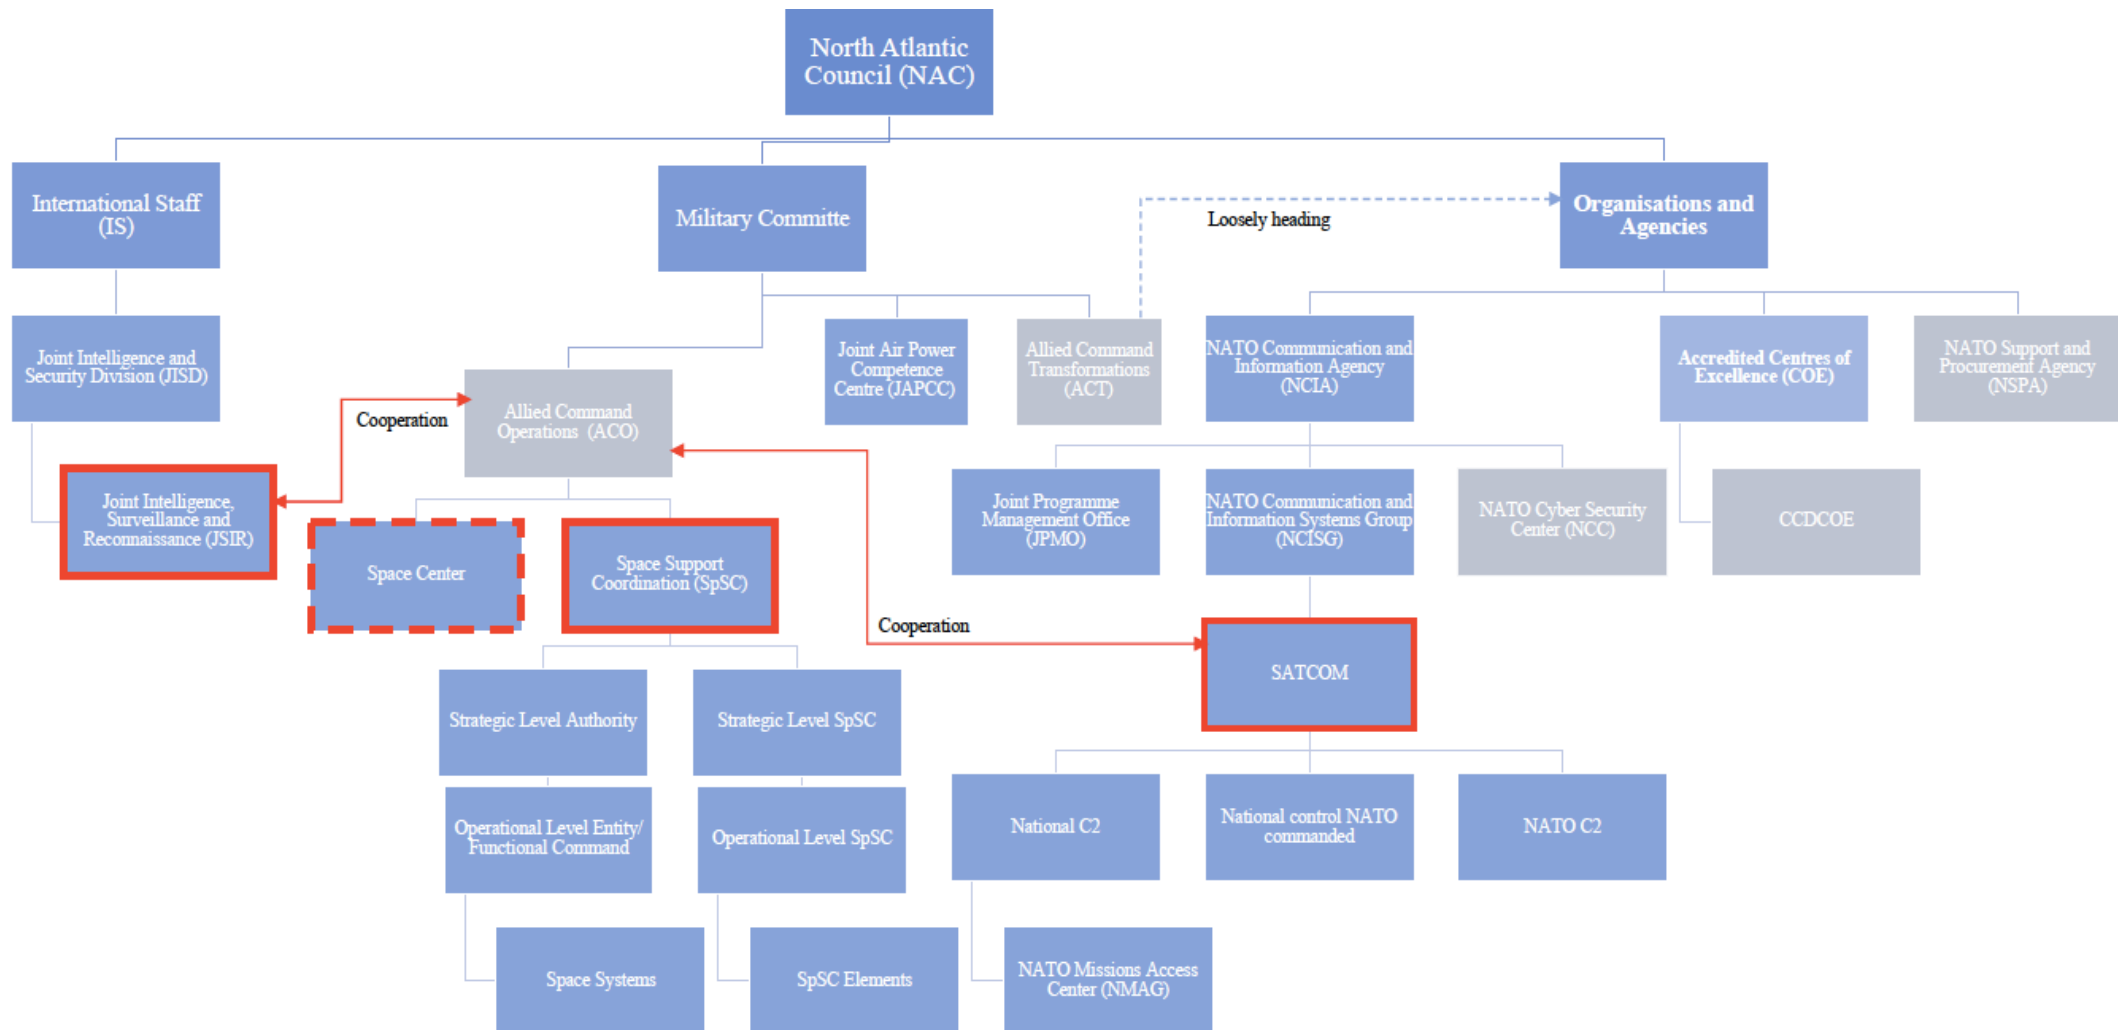 North Atlantic
Council (NAC)
International Staff
(IS)
Military Committe
Organisations and
Agencies
Loosely heading
Joint Intelligence and
Security Division (JISD)
Joint Air Power
Competence
Centre (JAPCC)
Allied Command
Transformations
(ACT)
NATO Communication and
Information Agency
(NCIA)
Accredited Centres of
Excellence (COE)
NATO Support and
Procurement Agency
(NSPA)
Cooperation
Allied Command
Operations (ACO)
Joint Intelligence,
Surveillance and
Reconnaissance (JSIR)
Space Center
Space Support
Coordination (SpSC)
Joint Programme
Management Office
(JPMO)
NATO Communication and
Information Systems Group
(NCISG)
NATO Cyber Security
Center (NCC)
CCDCOE
Cooperation
SATCOM
Strategic Level Authority
Strategic Level SpSC
Operational Level Entity/
Functional Command
Operational Level SpSC
National C2
National control NATO
commanded
NATO C2
Space Systems
SpSC Elements
NATO Missions Access
Center (NMAG)